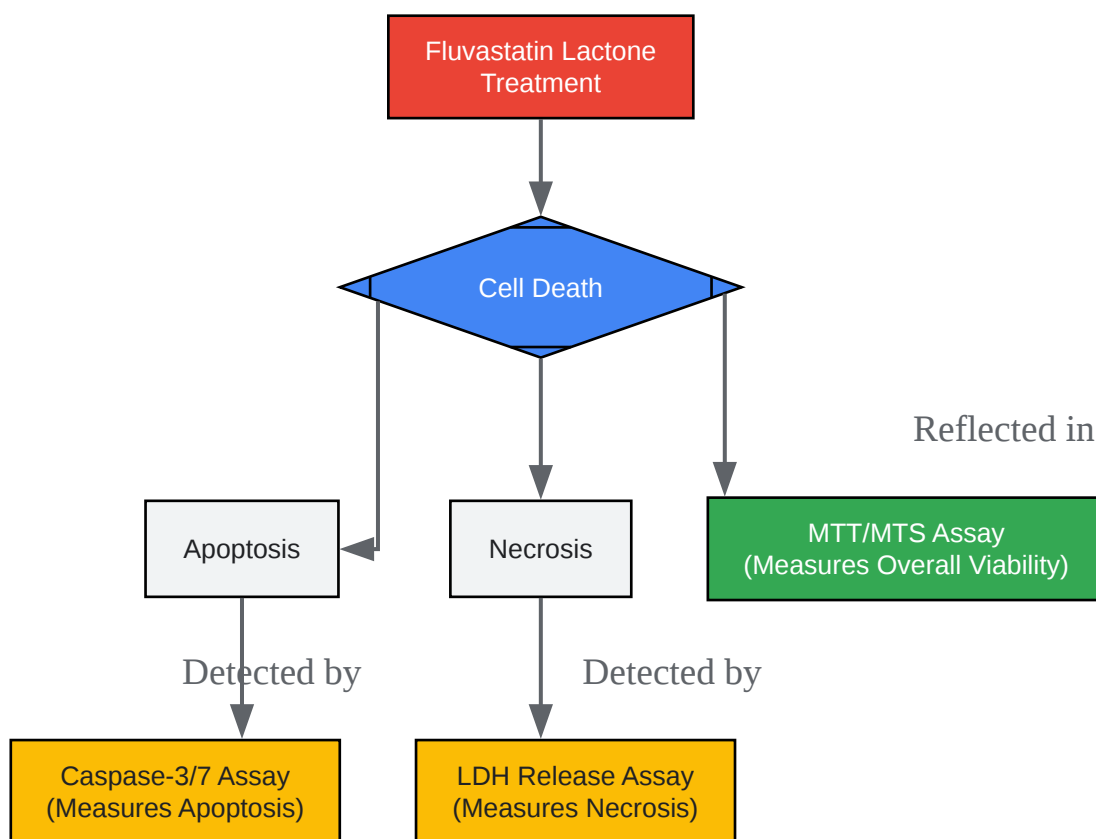 Fluvastatin Lactone
Treatment
Cell Death
Reflected in
Apoptosis
Necrosis
MTT/MTS Assay
(Measures Overall Viability)
Detected by
Detected by
Caspase-3/7 Assay
(Measures Apoptosis)
LDH Release Assay
(Measures Necrosis)